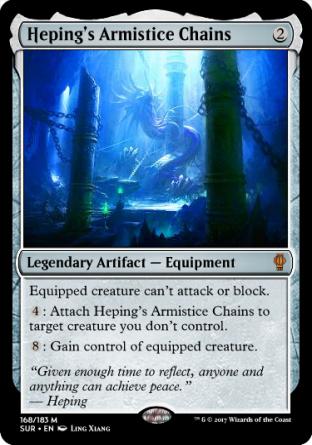 Heping's Armistice Chains 2
Legendary Artifact — Equipment
Equipped creature can't attack or block.
4 : Attach Heping's Armistice Chains to
target creature you don't control.
8 : Gain control of equipped creature.
“Given enough time to reflect, anyone and
anything can achieve peace.”
— Heping
168/183 M
SUR • EN Ling Xiang
™ & © 2017 Wizards of the Coast